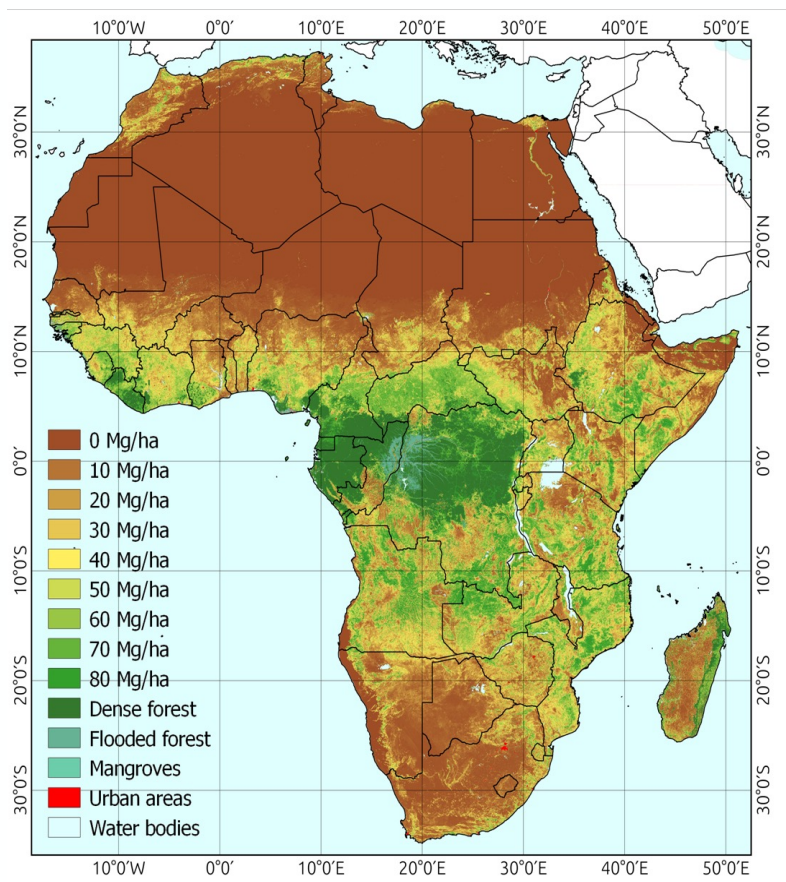 10°0'W 0°0' 10°0'E 20°0'E 30°0'E 40°0'E 50°0'E
30°0'N 30°0'N
20°0'N 20°0'N
10°0'N 10°0'N
0°0' 0°0'
10°0'S 10°0'S
20°0'S 20°0'S
30°0'S 30°0'S
0 Mg/ha
10 Mg/ha
20 Mg/ha
30 Mg/ha
40 Mg/ha
50 Mg/ha
60 Mg/ha
70 Mg/ha
80 Mg/ha
Dense forest
Flooded forest
Mangroves
Urban areas
Water bodies
10°0'W 0°0' 10°0'E 20°0'E 30°0'E 40°0'E 50°0'E